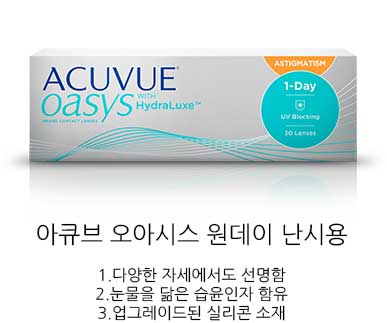 ASTIGMATISM
ACUVUE®
oasys WITH HydraLuxe™
BRAND CONTACT LENSES
1-Day
UV Blocking
30 Lenses
아큐브 오아시스 원데이 난시용
1.다양한 자세에서도 선명함
2.눈물을 닮은 습윤인자 함유
3.업그레이드된 실리콘 소재